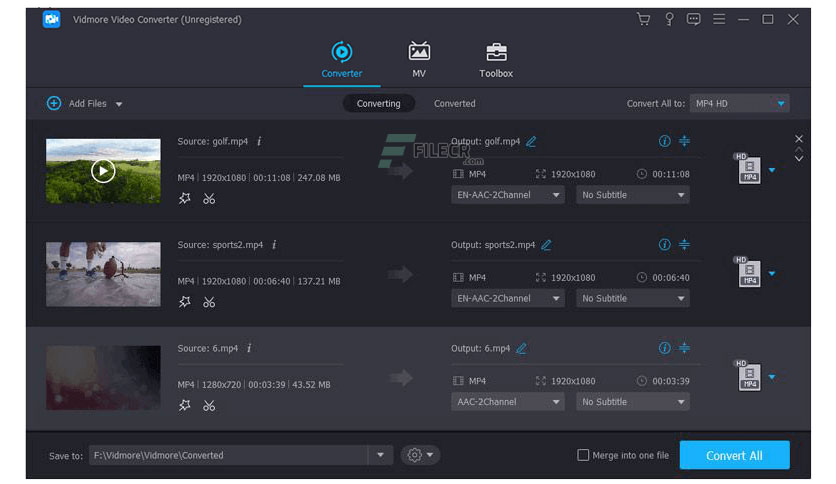 Vidmore Video Converter (Unregistered)
Converter
MV
Toolbox
Add Files
Converting
Converted
Convert All to:
MP4 HD
Source: golf.mp4
MP4 | 1920x1080 | 00:11:08 | 247.08 MB
FILECR
.com
Output: golf.mp4
MP4
1920x1080
00:11:08
EN-AAC-2Channel
No Subtitle
HD
MP4
Source: sports2.mp4
MP4 | 1920x1080 | 00:06:40 | 137.21 MB
Output: sports2.mp4
MP4
1920x1080
00:06:40
EN-AAC-2Channel
No Subtitle
HD
MP4
Source: 6.mp4
MP4 | 1280x720 | 00:03:39 | 43.52 MB
Output: 6.mp4
MP4
1920x1080
00:03:39
AAC-2Channel
No Subtitle
HD
MP4
Save to:
F:\Vidmore\Vidmore\Converted
Merge into one file
Convert All